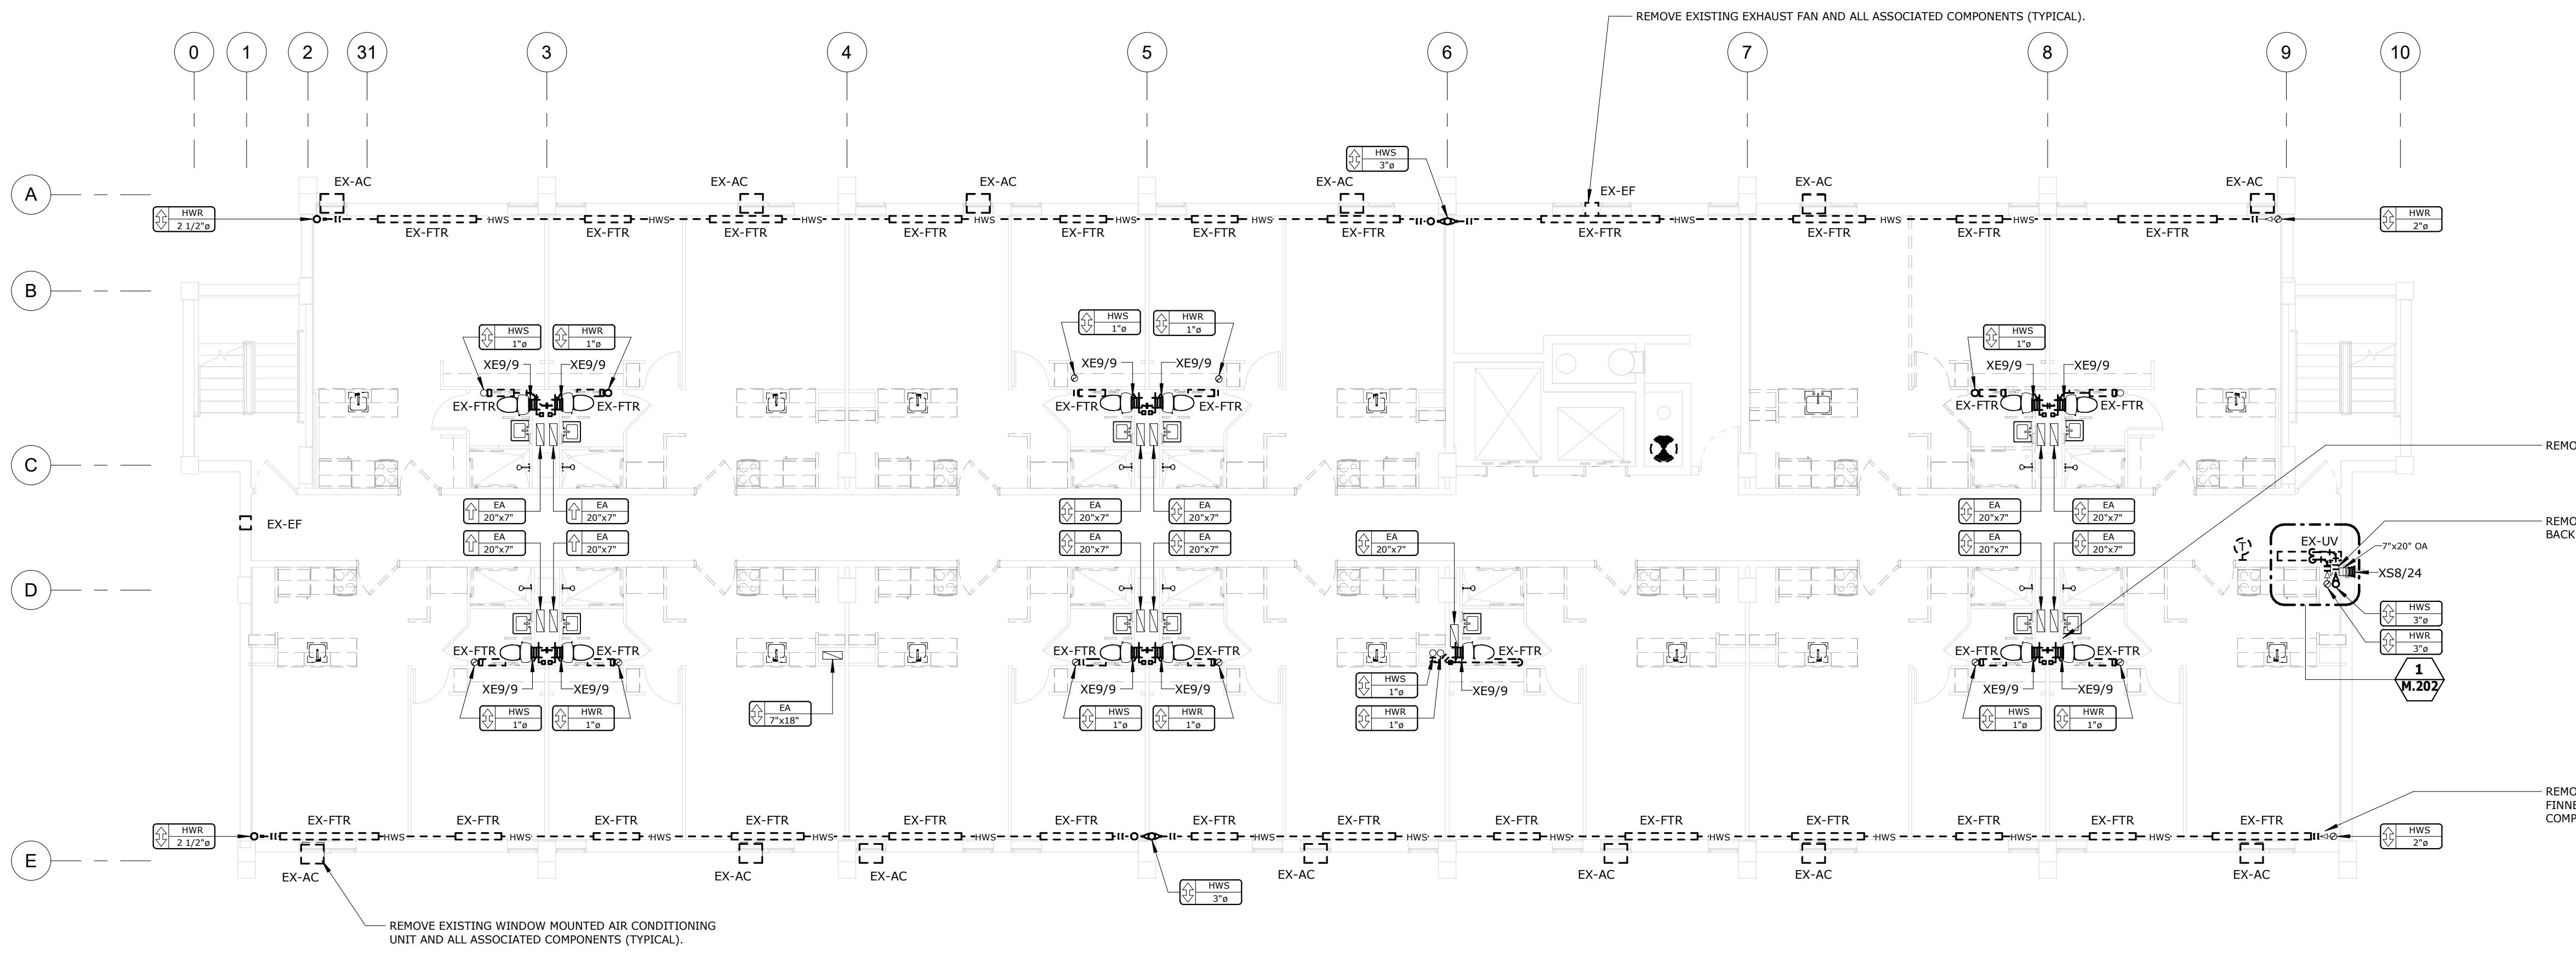 REMOVE EXISTING EXHAUST FAN AND ALL ASSOCIATED COMPONENTS (TYPICAL).
0 1 2 31 3 4 5 6 7 8 9 10
HWS
3"ø
A
EX-AC EX-AC EX-AC EX-AC EX-EF EX-AC EX-AC
HWR
2 1/2"ø
HWS HWS HWS HWS HWS HWS HWS HWS HWS
HWR
2"ø
EX-FTR EX-FTR EX-FTR EX-FTR EX-FTR EX-FTR EX-FTR EX-FTR EX-FTR EX-FTR EX-FTR
B
HWS
1"ø
HWR
1"ø
HWS
1"ø
HWR
1"ø
HWS
1"ø
XE9/9 XE9/9 XE9/9 XE9/9 XE9/9 XE9/9
EX-FTR EX-FTR EX-FTR EX-FTR EX-FTR EX-FTR
C
REMO
EA
20"x7"
EA
20"x7"
EA
20"x7"
EA
20"x7"
EA
20"x7"
EA
20"x7"
EX-EF
REMO
BACK
EA
20"x7"
EA
20"x7"
EA
20"x7"
EA
20"x7"
EA
20"x7"
EA
20"x7"
EA
20"x7"
T
EX-UV
7"x20" OA
XS8/24
D
HWS
3"ø
HWR
3"ø
1
M.202
EX-FTR EX-FTR EX-FTR EX-FTR EX-FTR EX-FTR EX-FTR
XE9/9 XE9/9 XE9/9 XE9/9 XE9/9 XE9/9 XE9/9
HWS
1"ø
HWR
1"ø
EA
7"x18"
HWS
1"ø
HWR
1"ø
HWS
1"ø
HWR
1"ø
HWS
1"ø
HWR
1"ø
REMO
FINNE
COMP
EX-FTR EX-FTR EX-FTR EX-FTR EX-FTR EX-FTR EX-FTR EX-FTR EX-FTR EX-FTR EX-FTR EX-FTR EX-FTR EX-FTR
HWR
2 1/2"ø
HWS HWS HWS HWS HWS HWS HWS HWS HWS HWS HWS HWS
HWS
2"ø
E
EX-AC EX-AC EX-AC EX-AC EX-AC EX-AC EX-AC
HWS
3"ø
REMOVE EXISTING WINDOW MOUNTED AIR CONDITIONING
UNIT AND ALL ASSOCIATED COMPONENTS (TYPICAL).